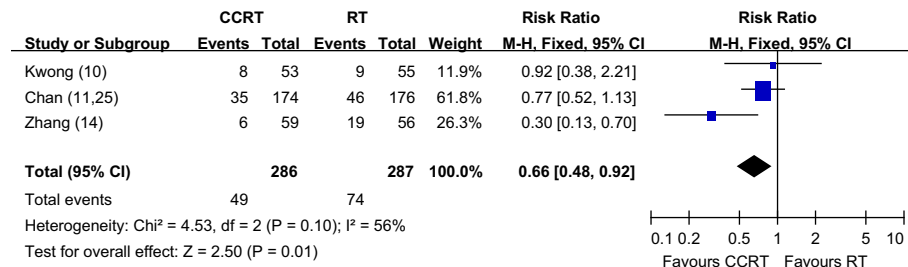 CCRT RT Risk Ratio Risk Ratio
Study or Subgroup Events Total Events Total Weight M-H, Fixed, 95% CI M-H, Fixed, 95% CI
Kwong (10) 8 53 9 55 11.9% 0.92 [0.38, 2.21]
Chan (11,25) 35 174 46 176 61.8% 0.77 [0.52, 1.13]
Zhang (14) 6 59 19 56 26.3% 0.30 [0.13, 0.70]
Total (95% CI) 286 287 100.0% 0.66 [0.48, 0.92]
Total events 49 74
Heterogeneity: Chi² = 4.53, df = 2 (P = 0.10); I² = 56%
Test for overall effect: Z = 2.50 (P = 0.01)
0.1 0.2 0.5 1 2 5 10
Favours CCRT Favours RT